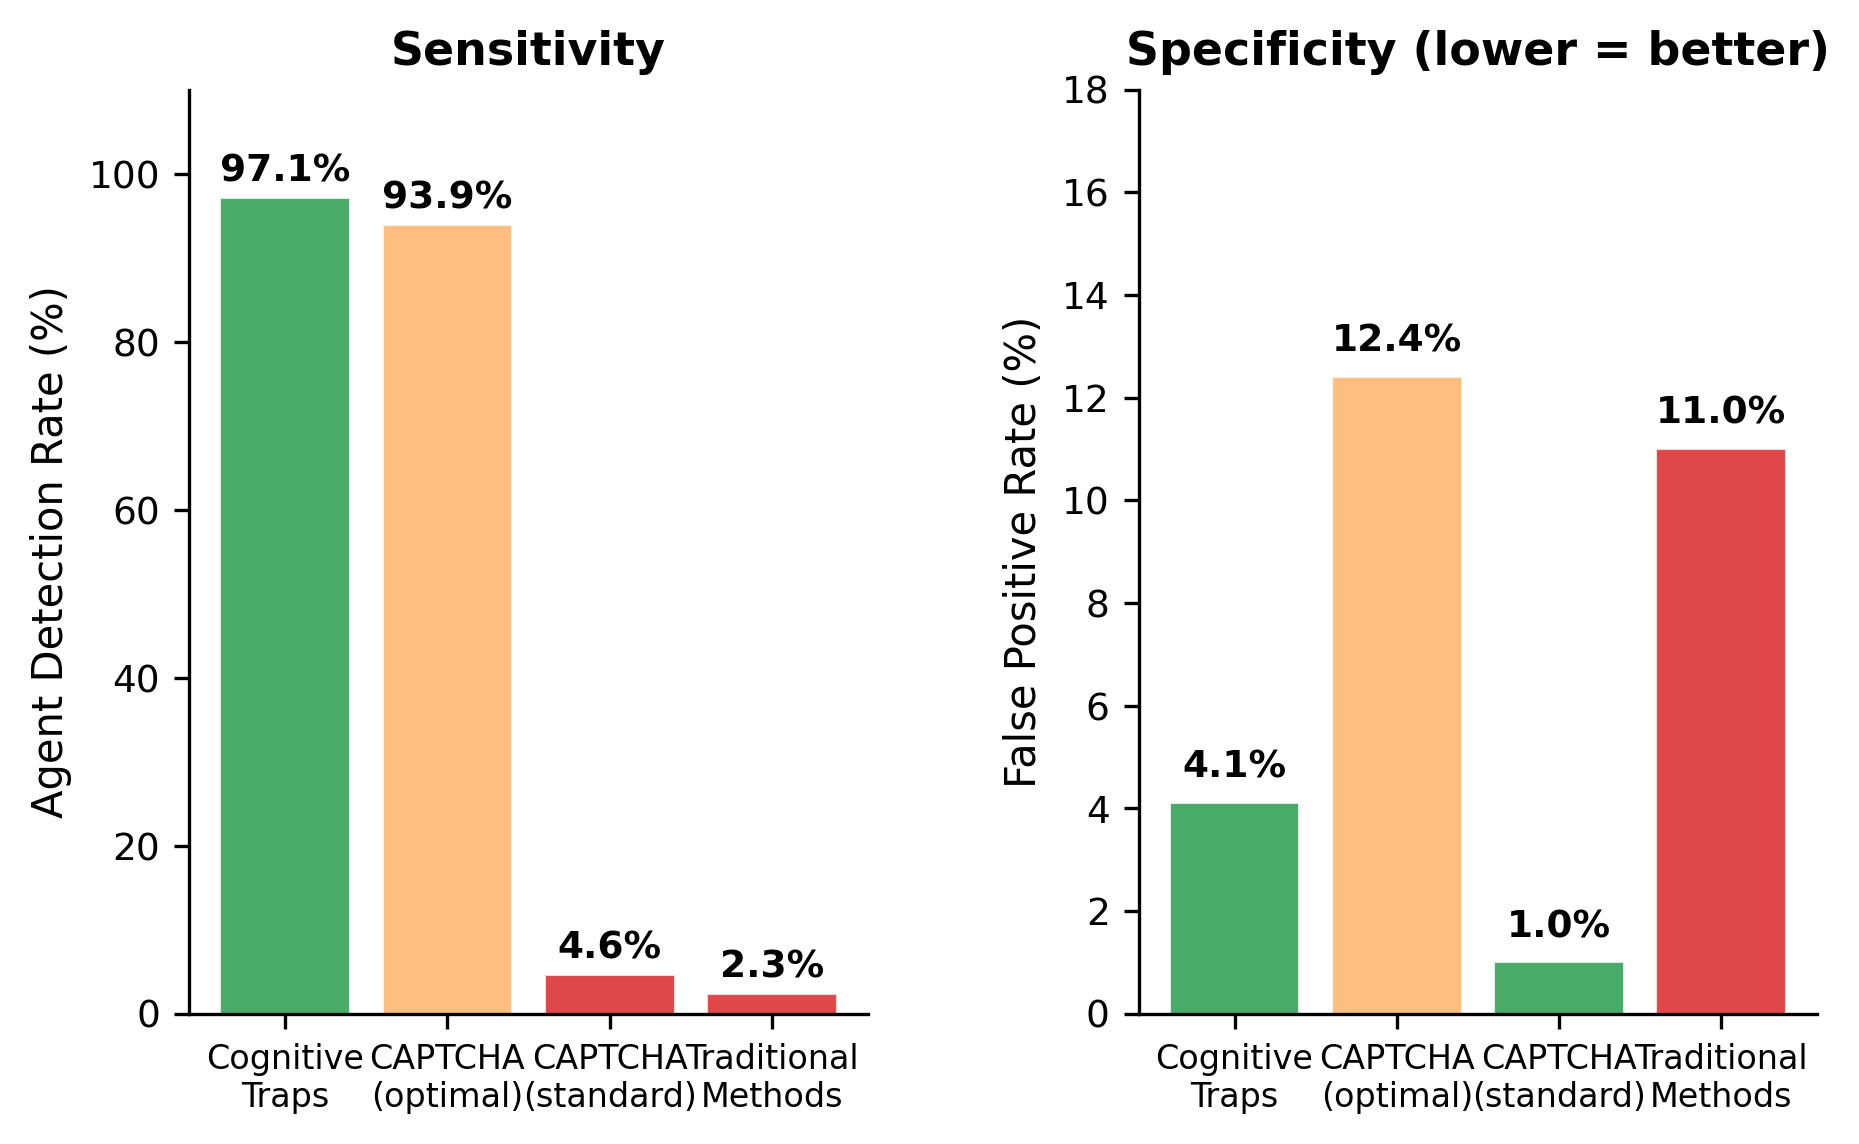 Sensitivity
Agent Detection Rate (%)
100
80
60
40
20
0
97.1%
93.9%
4.6%
2.3%
Cognitive Traps
CAPTCHA (optimal)
CAPTCHA (standard)
Traditional Methods
Specificity (lower = better)
False Positive Rate (%)
18
16
14
12
10
8
6
4
2
0
4.1%
12.4%
1.0%
11.0%
Cognitive Traps
CAPTCHA (optimal)
CAPTCHA (standard)
Traditional Methods